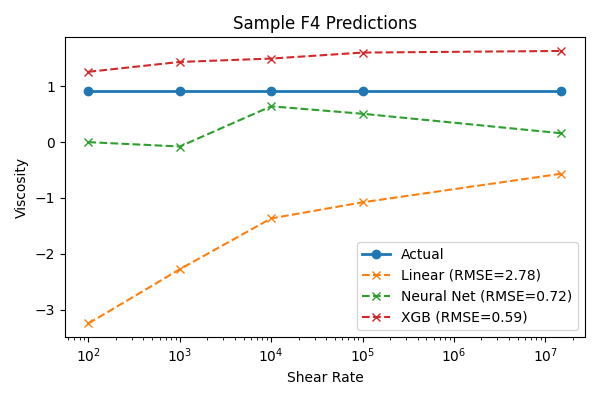 Sample F4 Predictions
Viscosity
1
0
−1
−2
−3
Actual
Linear (RMSE=2.78)
Neural Net (RMSE=0.72)
XGB (RMSE=0.59)
10² 10³ 10⁴ 10⁵ 10⁶ 10⁷
Shear Rate